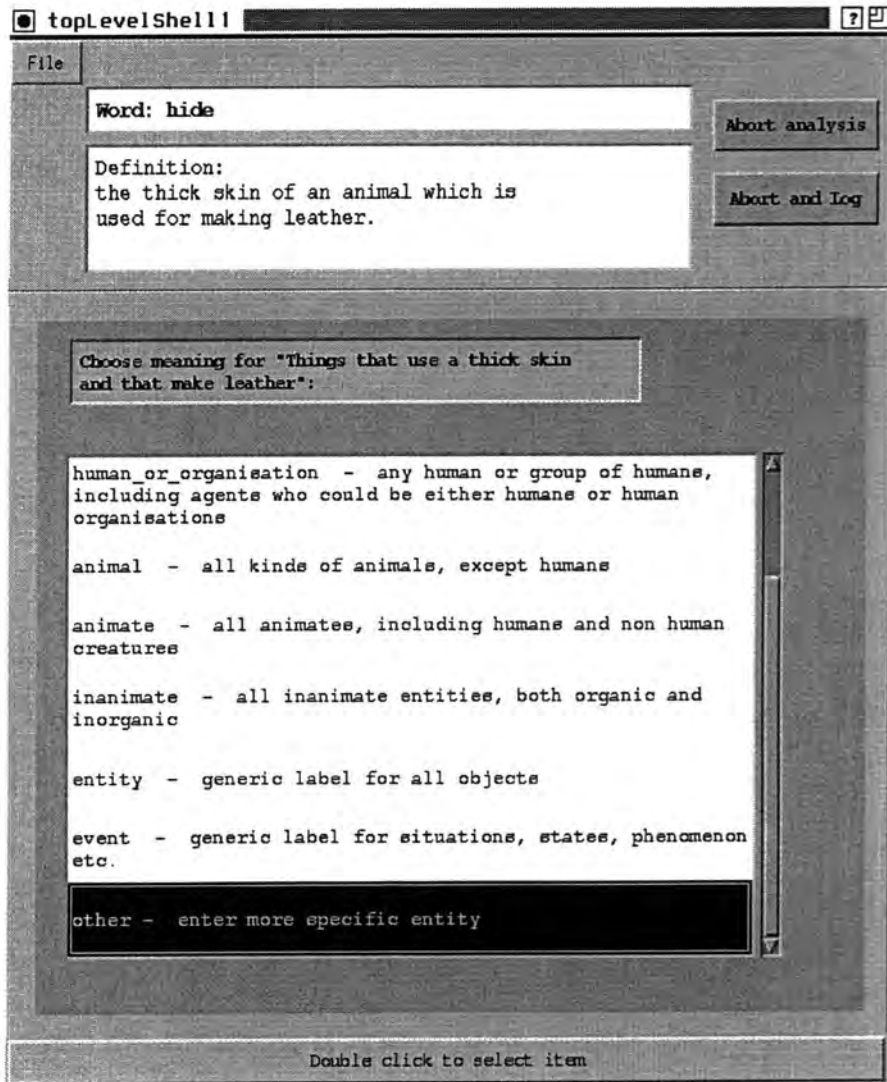 topLevelShell1
?
File
Word: hide
Abort analysis
Definition:
the thick skin of an animal which is
used for making leather.
Abort and Log
Choose meaning for "Things that use a thick skin
and that make leather":
human_or_organisation - any human or group of humans,
including agents who could be either humans or human
organisations
animal - all kinds of animals, except humans
animate - all animates, including humans and non human
creatures
inanimate - all inanimate entities, both organic and
inorganic
entity - generic label for all objects
event - generic label for situations, states, phenomenon
etc.
other - enter more specific entity
Double click to select item